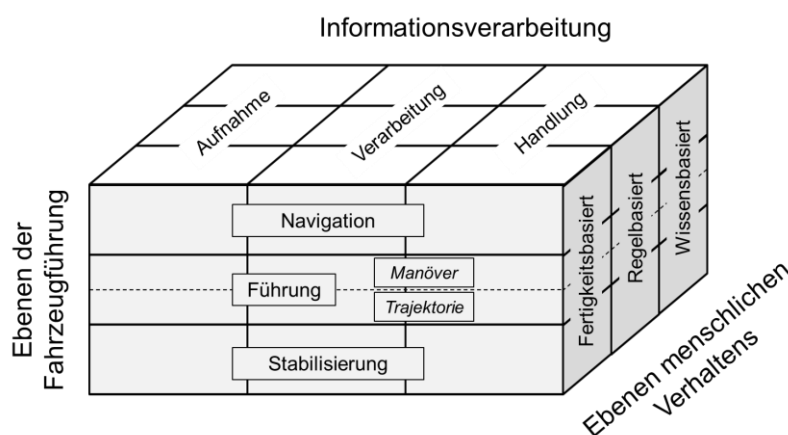 Informationsverarbeitung
Aufnahme
Verarbeitung
Handlung
Ebenen der
Fahrzeugführung
Navigation
Führung
Manöver
Trajektorie
Stabilisierung
Fertigkeitsbasiert
Regelbasiert
Wissensbasiert
Ebenen menschlichen
Verhaltens